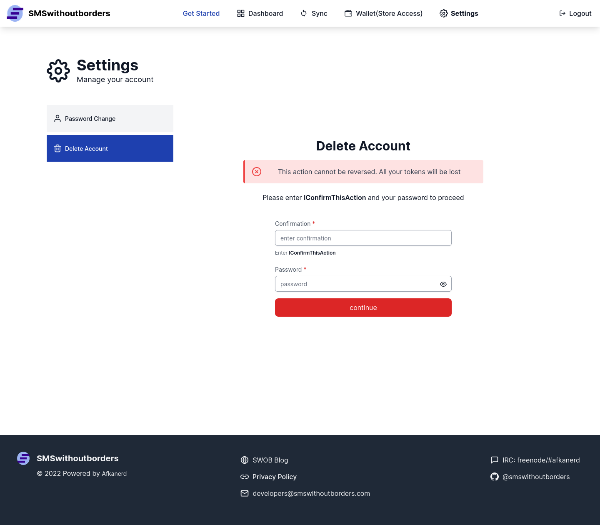 SMSwithoutborders
Get Started
Dashboard
Sync
Wallet(Store Access)
Settings
Logout
Settings
Manage your account
Password Change
Delete Account
Delete Account
This action cannot be reversed. All your tokens will be lost
Please enter IConfirmThisAction and your password to proceed
Confirmation *
enter confirmation
Enter IConfirmThisAction
Password *
password
continue
SMSwithoutborders
© 2022 Powered by Afkanerd
SWOB Blog
Privacy Policy
developers@smswithoutborders.com
IRC: freenode/#afkanerd
@smswithoutborders